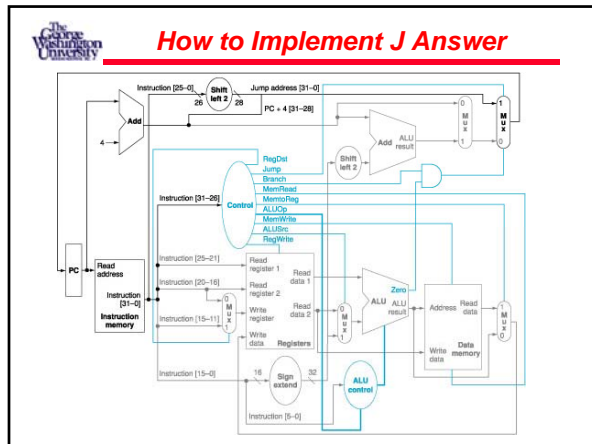 The
George
Washington
University
How to Implement J Answer
Instruction [25–0]
Shift
left 2
Jump address [31–0]
26
28
PC + 4 [31–28]
Add
4
0
M
u
x
1
1
M
u
x
0
ALU
Add result
Shift
left 2
RegDst
Jump
Branch
MemRead
Instruction [31–26]
Control
MemtoReg
ALUOp
MemWrite
ALUSrc
RegWrite
PC
Read
address
Instruction
[31–0]
Instruction
memory
Instruction [25–21]
Read
register 1
Read
data 1
Instruction [20–16]
Read
register 2
Zero
0
M
u
x
1
Write
register
Read
data 2
0
M
u
x
1
ALU
ALU
result
Address
Read
data
1
M
u
x
0
Instruction [15–11]
Write
data
Registers
Write
data
Data
memory
Instruction [15–0]
16
Sign
extend
32
ALU
control
Instruction [5–0]